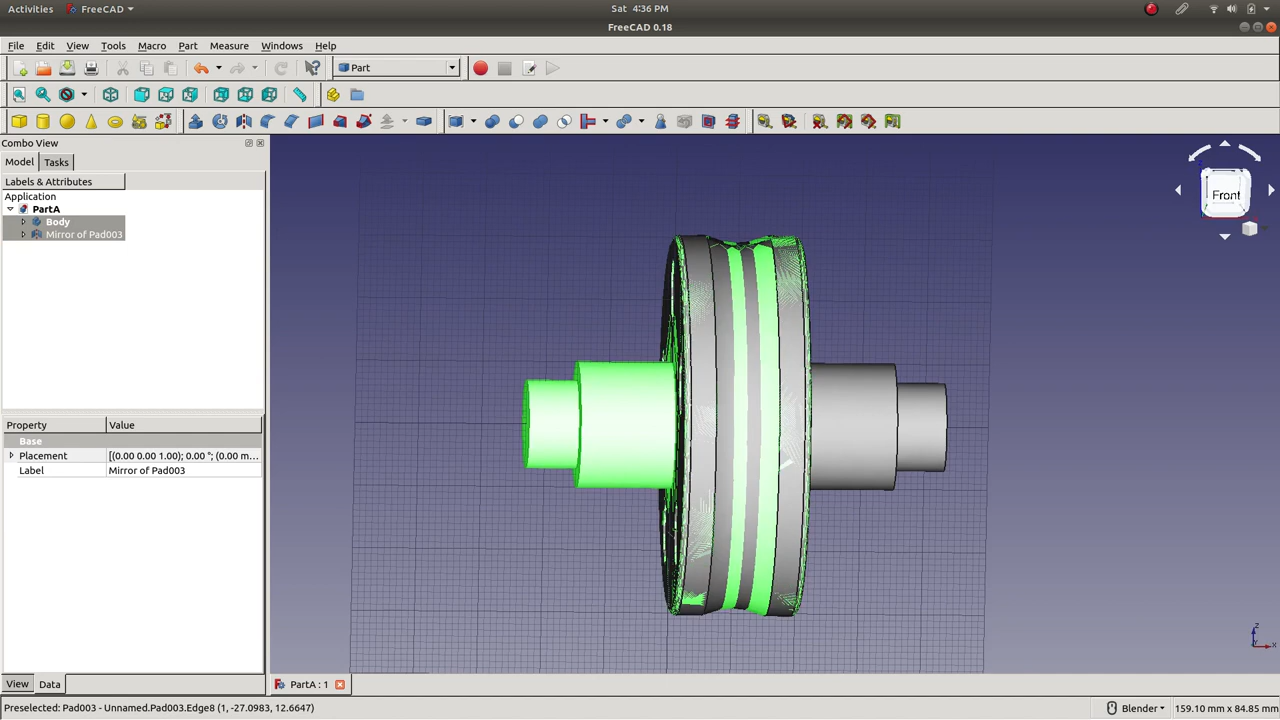 Activities FreeCAD Sat 4:36 PM
FreeCAD 0.18
File Edit View Tools Macro Part Measure Windows Help
Part
Combo View
Model Tasks
Labels & Attributes
Application
PartA
Body
Mirror of Pad003
Front
Property Value
Base
Placement [(0.00 0.00 1.00); 0.00 °; (0.00 m...
Label Mirror of Pad003
z
x
View Data PartA : 1
Preselected: Pad003 - Unnamed.Pad003.Edge8 (1, -27.0983, 12.6647) Blender 159.10 mm x 84.85 mm